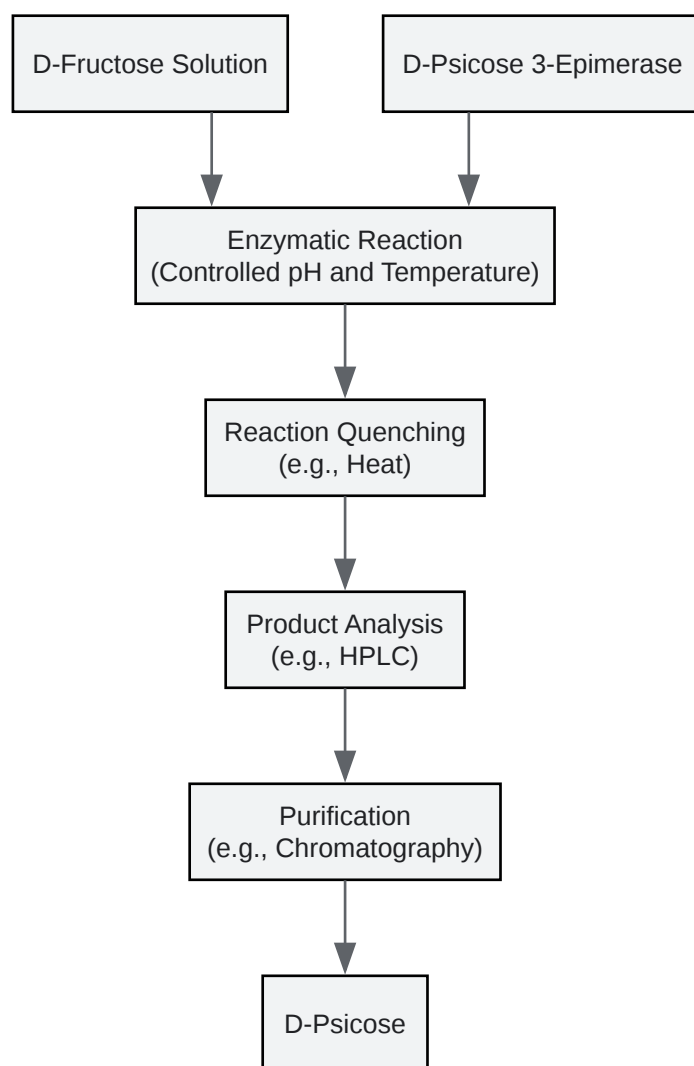 D-Fructose Solution
D-Psicose 3-Epimerase
Enzymatic Reaction
(Controlled pH and Temperature)
Reaction Quenching
(e.g., Heat)
Product Analysis
(e.g., HPLC)
Purification
(e.g., Chromatography)
D-Psicose